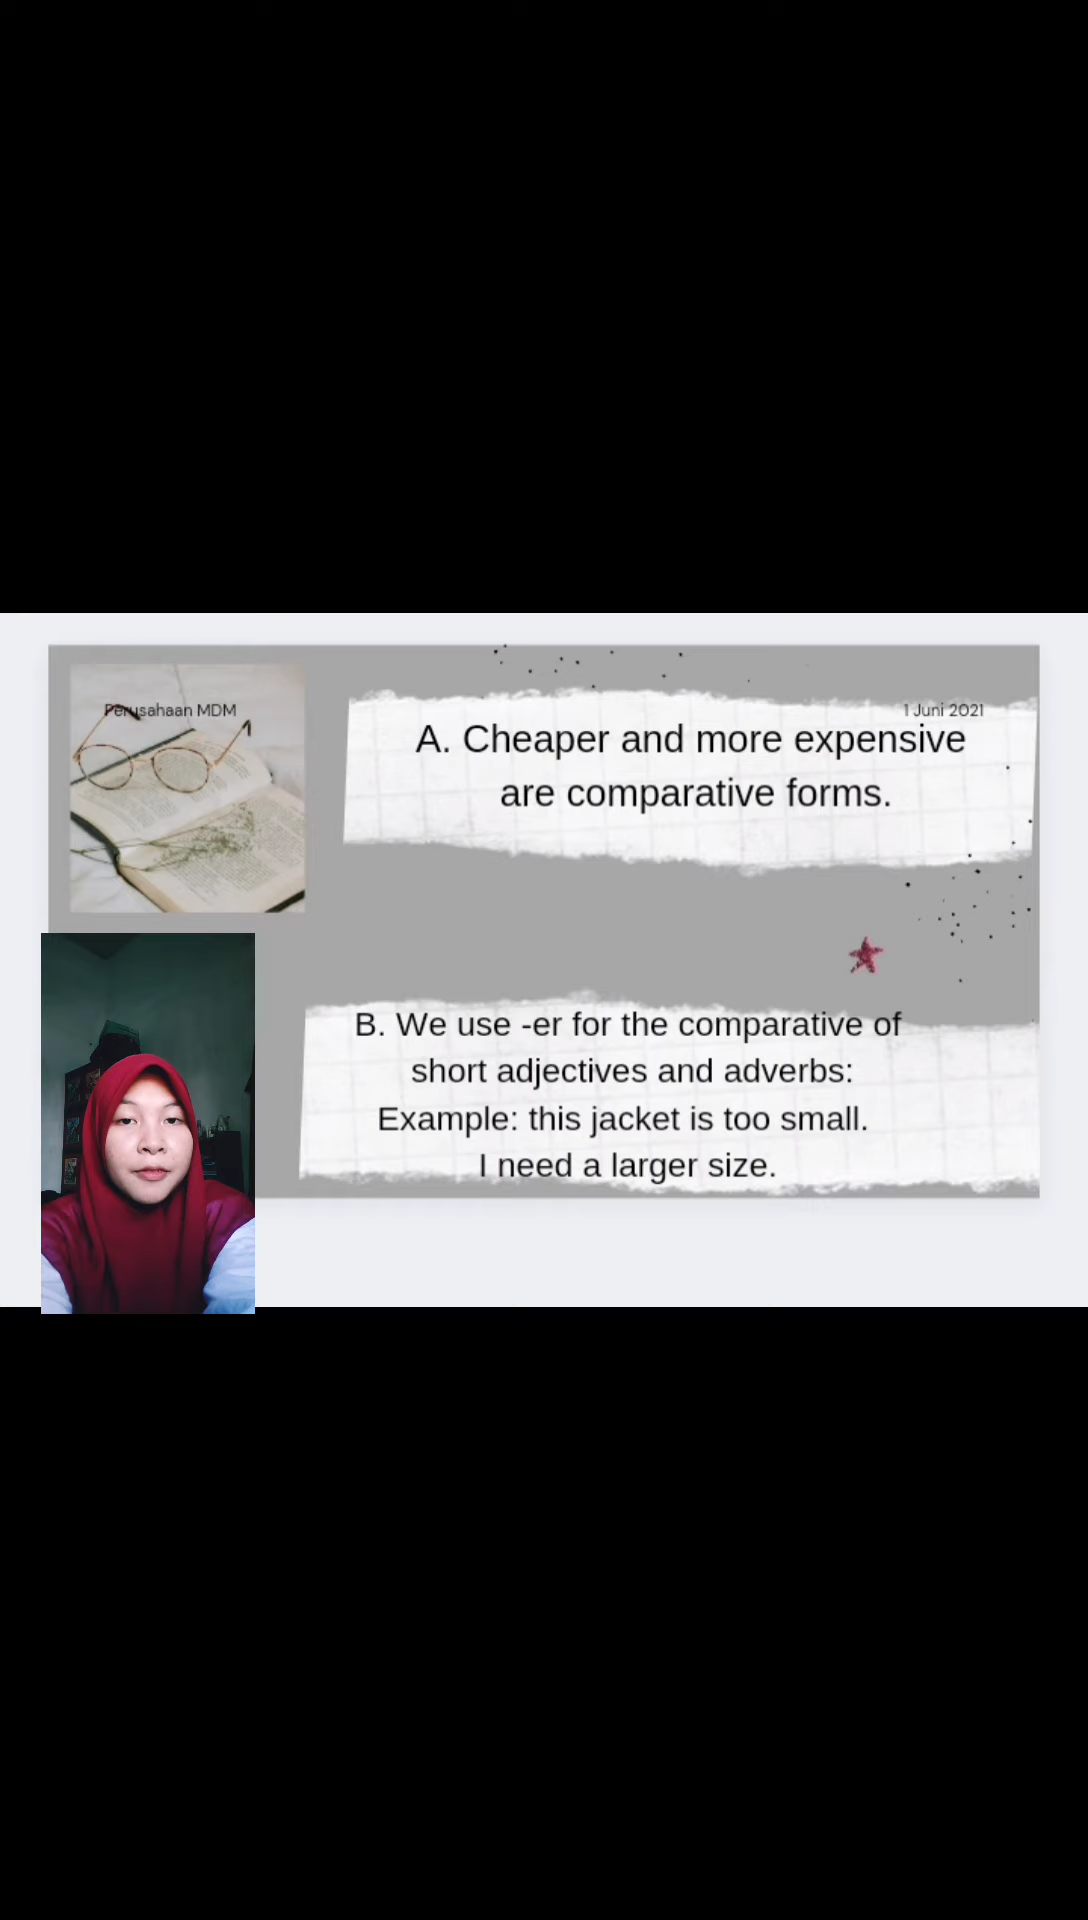 Perusahaan MDM
1 Juni 2021
A. Cheaper and more expensive
are comparative forms.
B. We use -er for the comparative of
short adjectives and adverbs:
Example: this jacket is too small.
I need a larger size.